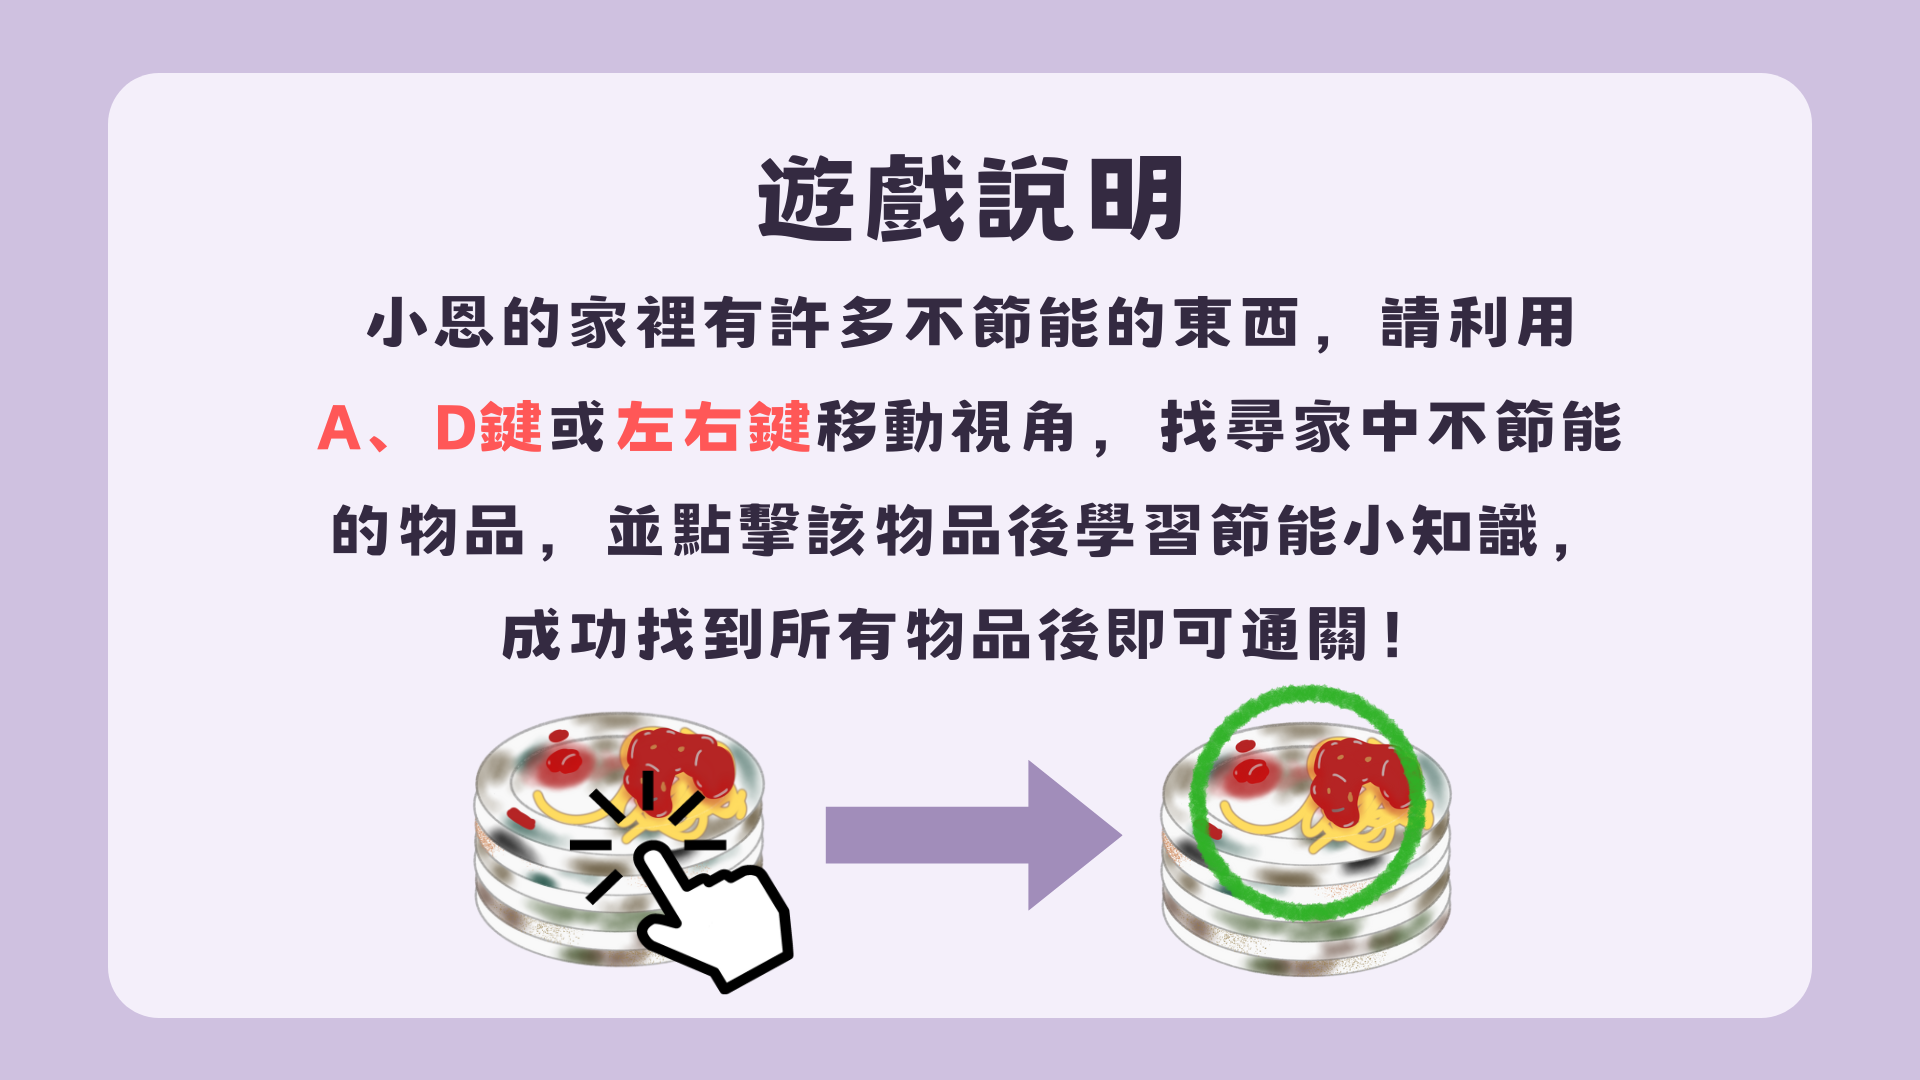 遊戲說明
小恩的家裡有許多不節能的東西，請利用
A、D鍵或左右鍵移動視角，找尋家中不節能
的物品，並點擊該物品後學習節能小知識，
成功找到所有物品後即可通關！